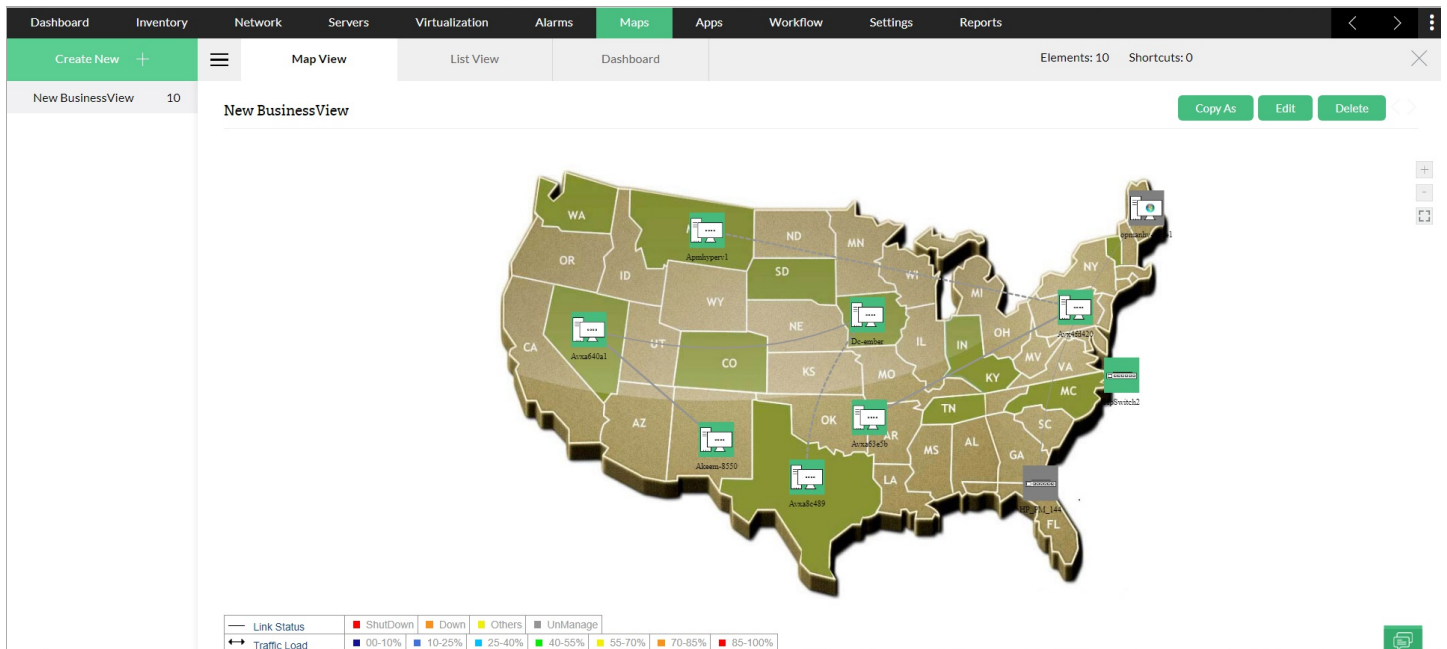 Dashboard Inventory Network Servers Virtualization Alarms Maps Apps Workflow Settings Reports
Create New + Map View List View Dashboard Elements: 10 Shortcuts: 0
New BusinessView 10
New BusinessView
Copy As Edit Delete
WA
ND
MN
Apmhyperv1
OR
ID
SD
WI
MI
NY
WY
NE
Dc-ember
IL
IN
OH
Avx4fd420
CA
Avxa640a1
UT
CO
KS
MO
KY
MV
VA
MC
AZ
OK
AR
TN
SC
Avxa63e5b
MS
AL
GA
Akeem-8550
Avxa8c489
LA
FL
Link Status ShutDown Down Others UnManage
Traffic Load 00-10% 10-25% 25-40% 40-55% 55-70% 70-85% 85-100%